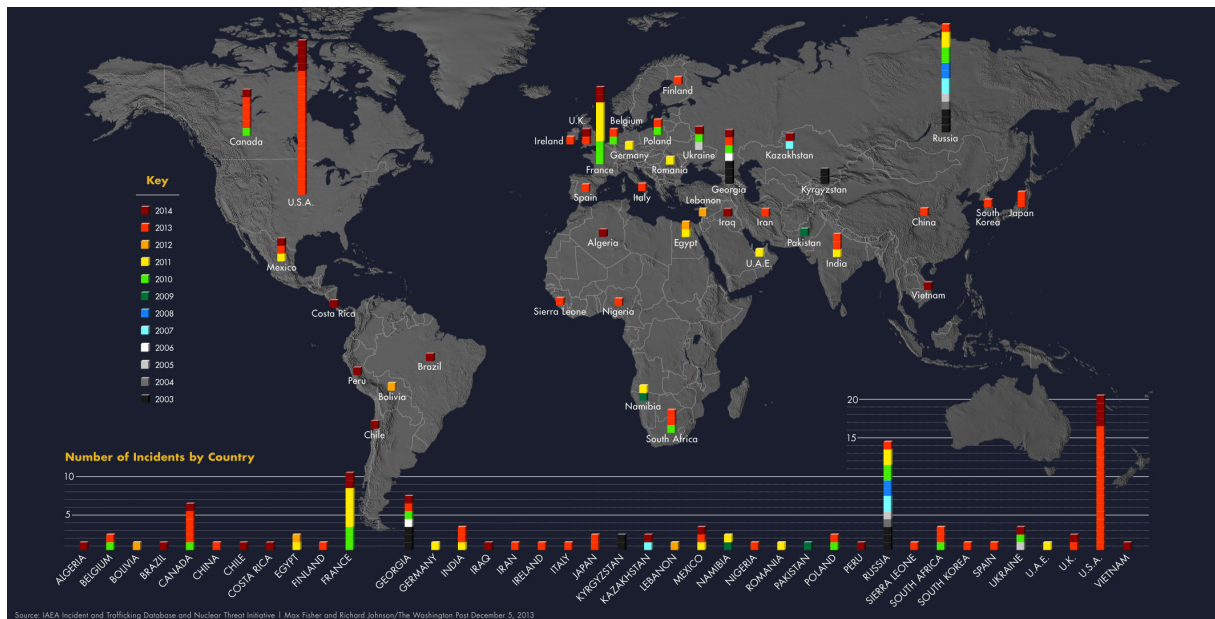 Finland
U.K.
Belgium
Canada
Ireland
Poland
Russia
Germany
Ukraine
Kazakhstan
France
Romania
Key
Georgia
Kyrgyzstan
U.S.A.
Spain
Italy
Lebanon
2014
2013
Iraq
Iran
China
South
Korea
Japan
2012
Algeria
Egypt
Pakistan
2011
Mexico
U.A.E.
India
2010
2009
Vietnam
2008
Costa Rica
Sierra Leone
Nigeria
2007
2006
Brazil
2005
Peru
2004
Bolivia
2003
Namibia
20
Chile
South Africa
15
Number of Incidents by Country
10
5
ALGERIA
BELGIUM
BOLIVIA
BRAZIL
CANADA
CHINA
CHILE
COSTA RICA
EGYPT
FINLAND
FRANCE
GEORGIA
GERMANY
INDIA
IRAQ
IRAN
IRELAND
ITALY
JAPAN
KYRGYZSTAN
KAZAKHSTAN
LEBANON
MEXICO
NAMIBIA
NIGERIA
ROMANIA
PAKISTAN
POLAND
PERU
RUSSIA
SIERRA LEONE
SOUTH AFRICA
SOUTH KOREA
SPAIN
UKRAINE
U.A.E.
U.K.
U.S.A.
VIETNAM
Source: IAEA Incident and Trafficking Database and Nuclear Threat Initiative | Max Fisher and Richard Johnson/The Washington Post December 5, 2013